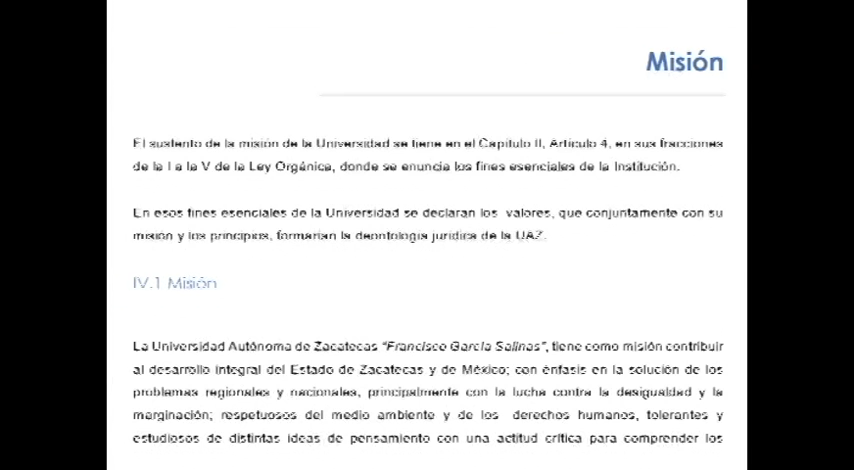 Misión
El sustento de la misión de la Universidad se tiene en el Capítulo II, Artículo 4, en sus fracciones
de la I a la V de la Ley Orgánica, donde se enuncia los fines esenciales de la Institución.
En esos fines esenciales de la Universidad se declaran los valores, que conjuntamente con su
misión y los principios, formarían la deontología jurídica de la UAZ.
IV.1 Misión
La Universidad Autónoma de Zacatecas "Francisco García Salinas", tiene como misión contribuir
al desarrollo integral del Estado de Zacatecas y de México; con énfasis en la solución de los
problemas regionales y nacionales, principalmente con la lucha contra la desigualdad y la
marginación; respetuosos del medio ambiente y de los derechos humanos, tolerantes y
estudiosos de distintas ideas de pensamiento con una actitud crítica para comprender los